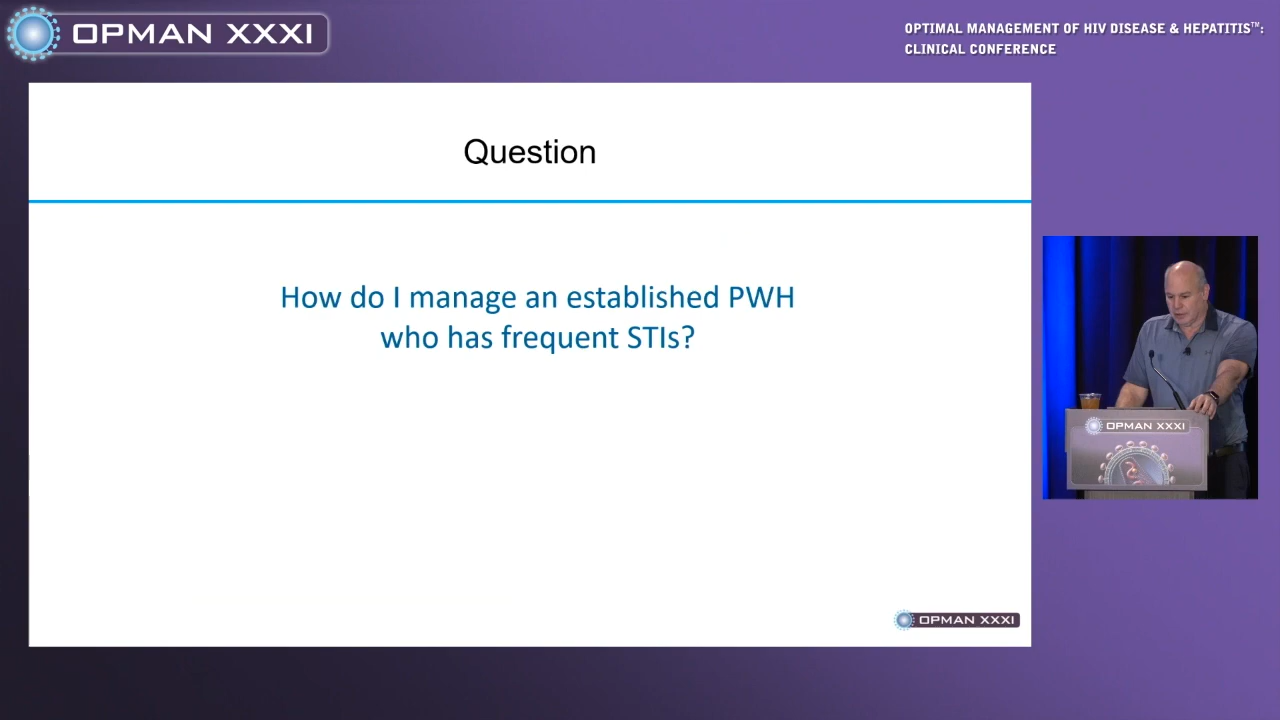 OPMAN XXXI
OPTIMAL MANAGEMENT OF HIV DISEASE & HEPATITIS™:
CLINICAL CONFERENCE
Question
How do I manage an established PWH
who has frequent STIs?
OPMAN XXXI
OPMAN XXXI